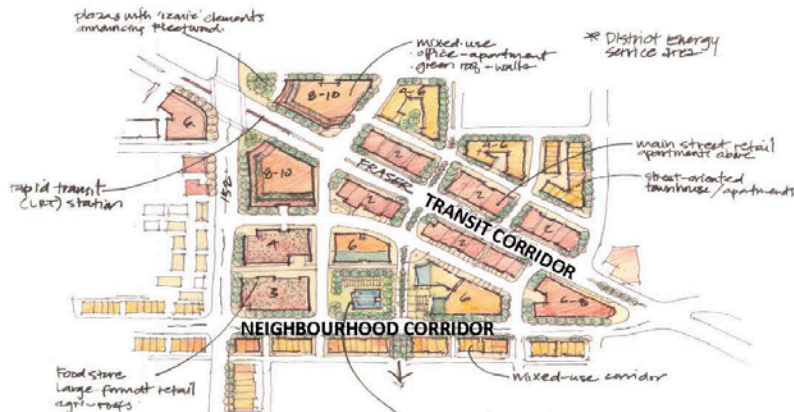 plazas with 'iconic' elements
announcing Fleetwood.
mixed-use
· office-apartment
· green roof-walls
* District Energy
service area.
6
8-10
4-6
4-6
main street retail
apartments above
street-oriented
townhouse/apartments
rapid transit
(LRT) station
152
8-10
FRASER
2
2
2
2
2
TRANSIT CORRIDOR
4
6
3
6
6-8
NEIGHBOURHOOD CORRIDOR
Food store
Large format retail
agri-roofs
mixed-use corridor